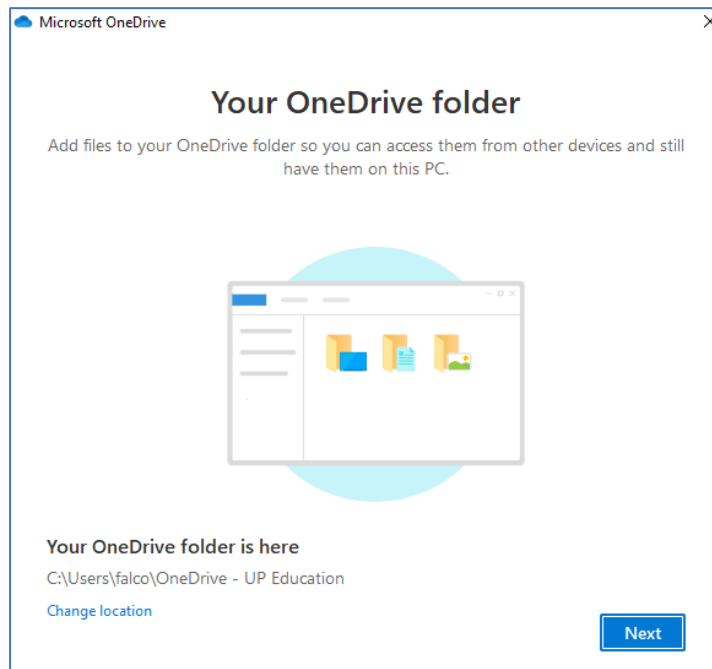 Microsoft OneDrive
Your OneDrive folder
Add files to your OneDrive folder so you can access them from other devices and still
have them on this PC.
Your OneDrive folder is here
C:\Users\falco\OneDrive - UP Education
Change location
Next